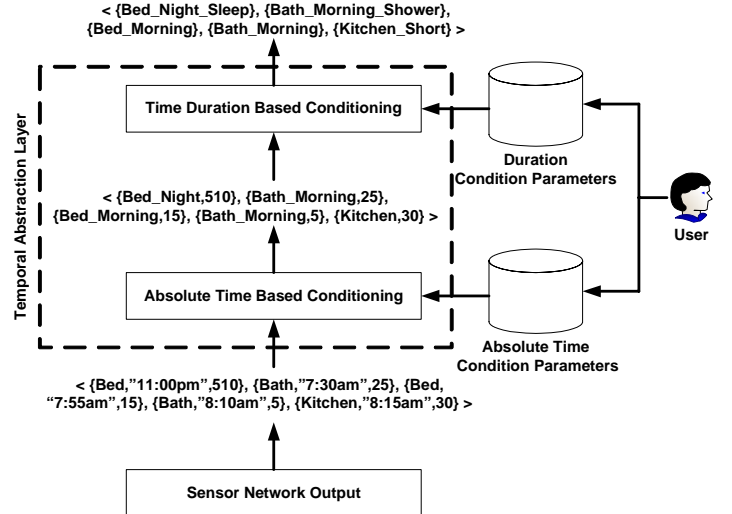 < {Bed_Night_Sleep}, {Bath_Morning_Shower},
{Bed_Morning}, {Bath_Morning}, {Kitchen_Short} >
Temporal Abstraction Layer
Time Duration Based Conditioning
Duration
Condition Parameters
< {Bed_Night,510}, {Bath_Morning,25},
{Bed_Morning,15}, {Bath_Morning,5}, {Kitchen,30} >
User
Absolute Time Based Conditioning
Absolute Time
Condition Parameters
< {Bed,”11:00pm”,510}, {Bath,”7:30am”,25}, {Bed,
“7:55am”,15}, {Bath,”8:10am”,5}, {Kitchen,”8:15am”,30} >
Sensor Network Output